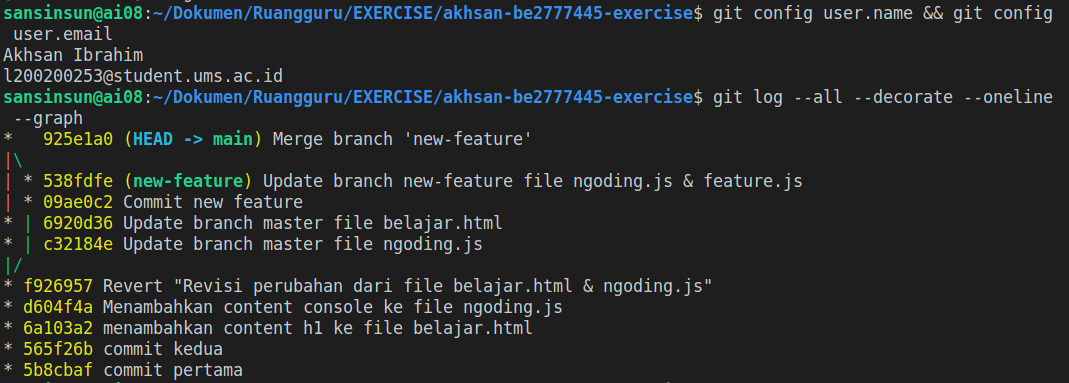 sansinsun@ai08:~/Dokumen/Ruangguru/EXERCISE/akhsan-be2777445-exercise$ git config user.name && git config
 user.email
Akhsan Ibrahim
l200200253@student.ums.ac.id
sansinsun@ai08:~/Dokumen/Ruangguru/EXERCISE/akhsan-be2777445-exercise$ git log --all --decorate --oneline
 --graph
*   925e1a0 (HEAD -> main) Merge branch 'new-feature'
|\
| * 538fdfe (new-feature) Update branch new-feature file ngoding.js & feature.js
| * 09ae0c2 Commit new feature
* | 6920d36 Update branch master file belajar.html
* | c32184e Update branch master file ngoding.js
|/
* f926957 Revert "Revisi perubahan dari file belajar.html & ngoding.js"
* d604f4a Menambahkan content console ke file ngoding.js
* 6a103a2 menambahkan content h1 ke file belajar.html
* 565f26b commit kedua
* 5b8cbaf commit pertama